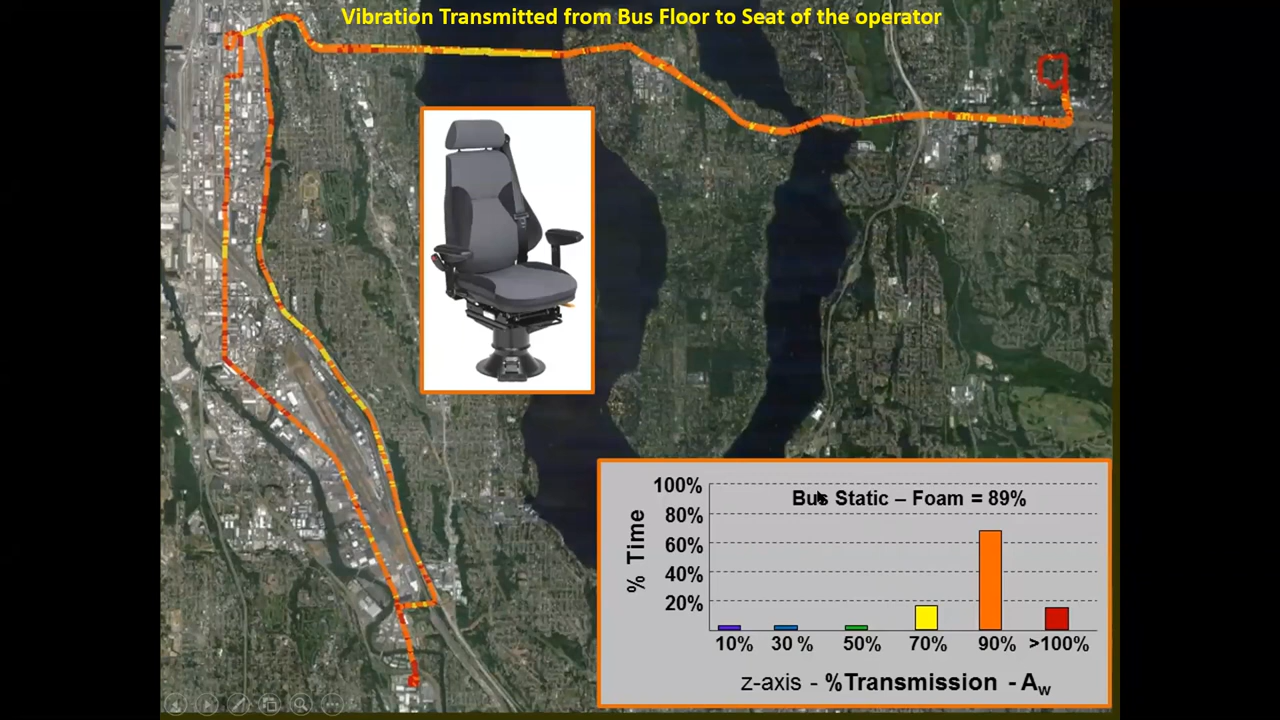 Vibration Transmitted from Bus Floor to Seat of the operator
Bus Static – Foam = 89%
100%
80%
60%
40%
20%
% Time
10% 30 % 50% 70% 90% >100%
z-axis - %Transmission - Aw